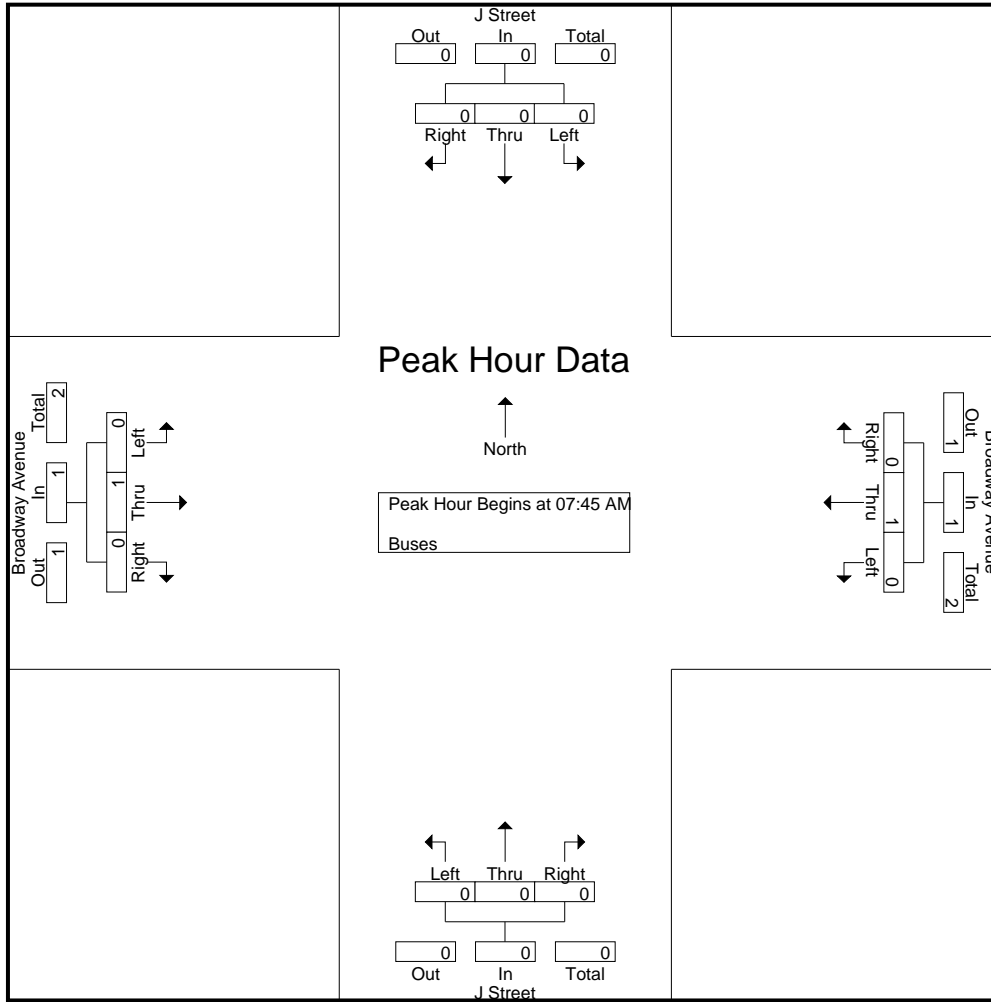 J Street
Out In Total
0 0 0
0 0 0
Right Thru Left
Peak Hour Data
North
Peak Hour Begins at 07:45 AM
Buses
Broadway Avenue
Total In Out
2 1 1
0 1 0
Left Thru Right
Right Thru Left
0 1 0
Out In Total
1 1 2
Broadway Avenue
Left Thru Right
0 0 0
0 0 0
Out In Total
J Street